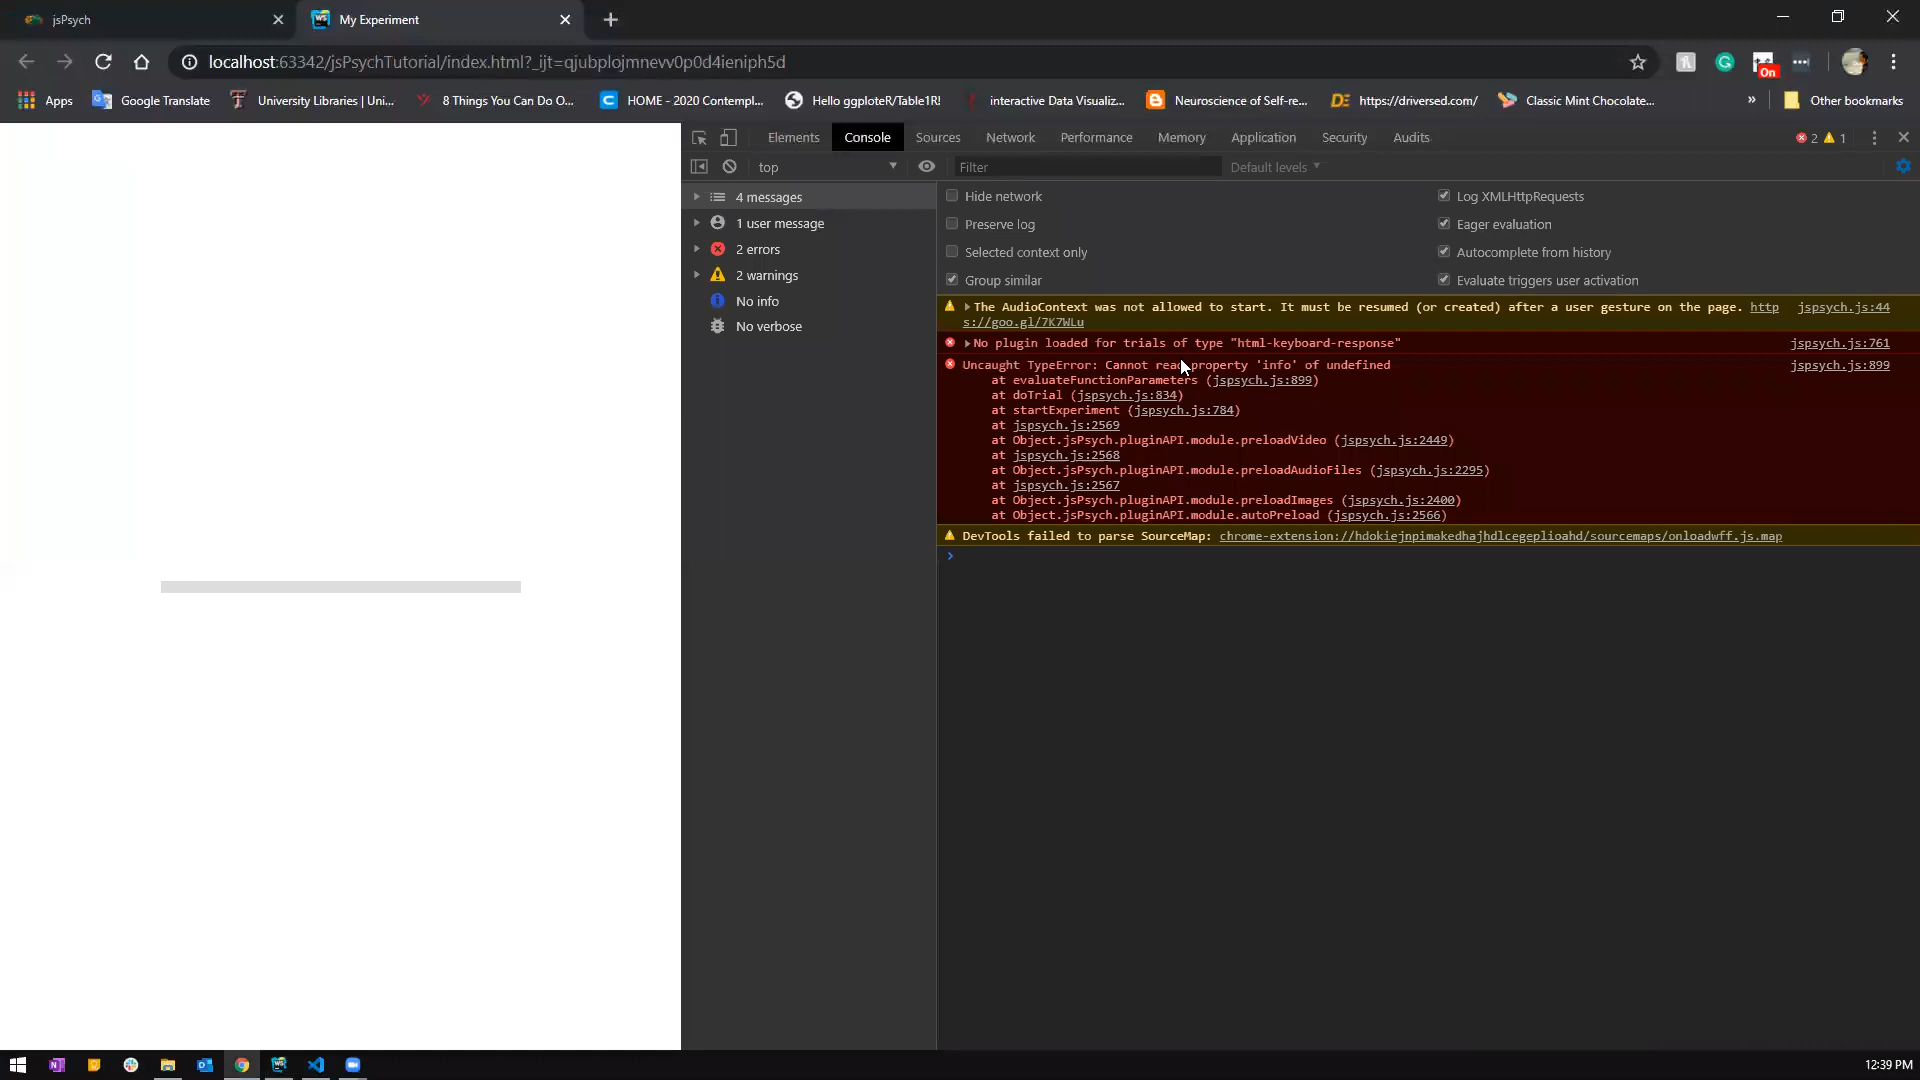 jsPsych
My Experiment
localhost:63342/jsPsychTutorial/index.html?_ijt=qjubplojmnevv0p0d4ieniph5d
On
Apps
Google Translate
University Libraries | Uni...
8 Things You Can Do O...
HOME - 2020 Contempl...
Hello ggploteR/Table1R!
interactive Data Visualiz...
Neuroscience of Self-re...
https://driversed.com/
Classic Mint Chocolate...
»
Other bookmarks
Elements
Console
Sources
Network
Performance
Memory
Application
Security
Audits
2
1
top
Filter
Default levels
4 messages
1 user message
2 errors
2 warnings
No info
No verbose
Hide network
Preserve log
Selected context only
Group similar
Log XMLHttpRequests
Eager evaluation
Autocomplete from history
Evaluate triggers user activation
The AudioContext was not allowed to start. It must be resumed (or created) after a user gesture on the page. http jspsych.js:44
s://goo.gl/7K7WLu
No plugin loaded for trials of type "html-keyboard-response" jspsych.js:761
Uncaught TypeError: Cannot read property 'info' of undefined jspsych.js:899
at evaluateFunctionParameters (jspsych.js:899)
at doTrial (jspsych.js:834)
at startExperiment (jspsych.js:784)
at jspsych.js:2569
at Object.jsPsych.pluginAPI.module.preloadVideo (jspsych.js:2449)
at jspsych.js:2568
at Object.jsPsych.pluginAPI.module.preloadAudioFiles (jspsych.js:2295)
at jspsych.js:2567
at Object.jsPsych.pluginAPI.module.preloadImages (jspsych.js:2400)
at Object.jsPsych.pluginAPI.module.autoPreload (jspsych.js:2566)
DevTools failed to parse SourceMap: chrome-extension://hdokiejnpimakedhajhdlcegeplioahd/sourcemaps/onloadwff.js.map
12:39 PM